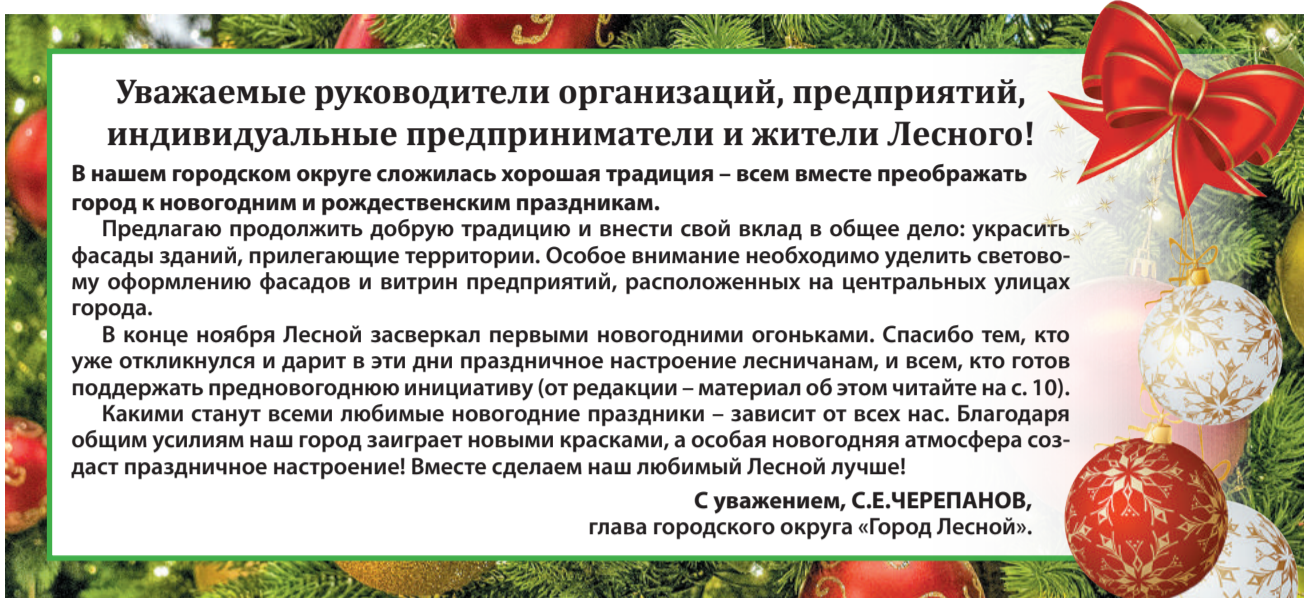 Уважаемые руководители организаций, предприятий,
индивидуальные предприниматели и жители Лесного!
В нашем городском округе сложилась хорошая традиция – всем вместе преображать
город к новогодним и рождественским праздникам.
Предлагаю продолжить добрую традицию и внести свой вклад в общее дело: украсить
фасады зданий, прилегающие территории. Особое внимание необходимо уделить светово-
му оформлению фасадов и витрин предприятий, расположенных на центральных улицах
города.
В конце ноября Лесной засверкал первыми новогодними огоньками. Спасибо тем, кто
уже откликнулся и дарит в эти дни праздничное настроение лесничанам, и всем, кто готов
поддержать предновогоднюю инициативу (от редакции – материал об этом читайте на с. 10).
Какими станут всеми любимые новогодние праздники – зависит от всех нас. Благодаря
общим усилиям наш город заиграет новыми красками, а особая новогодняя атмосфера соз-
даст праздничное настроение! Вместе сделаем наш любимый Лесной лучше!
С уважением, С.Е.ЧЕРЕПАНОВ,
глава городского округа «Город Лесной».